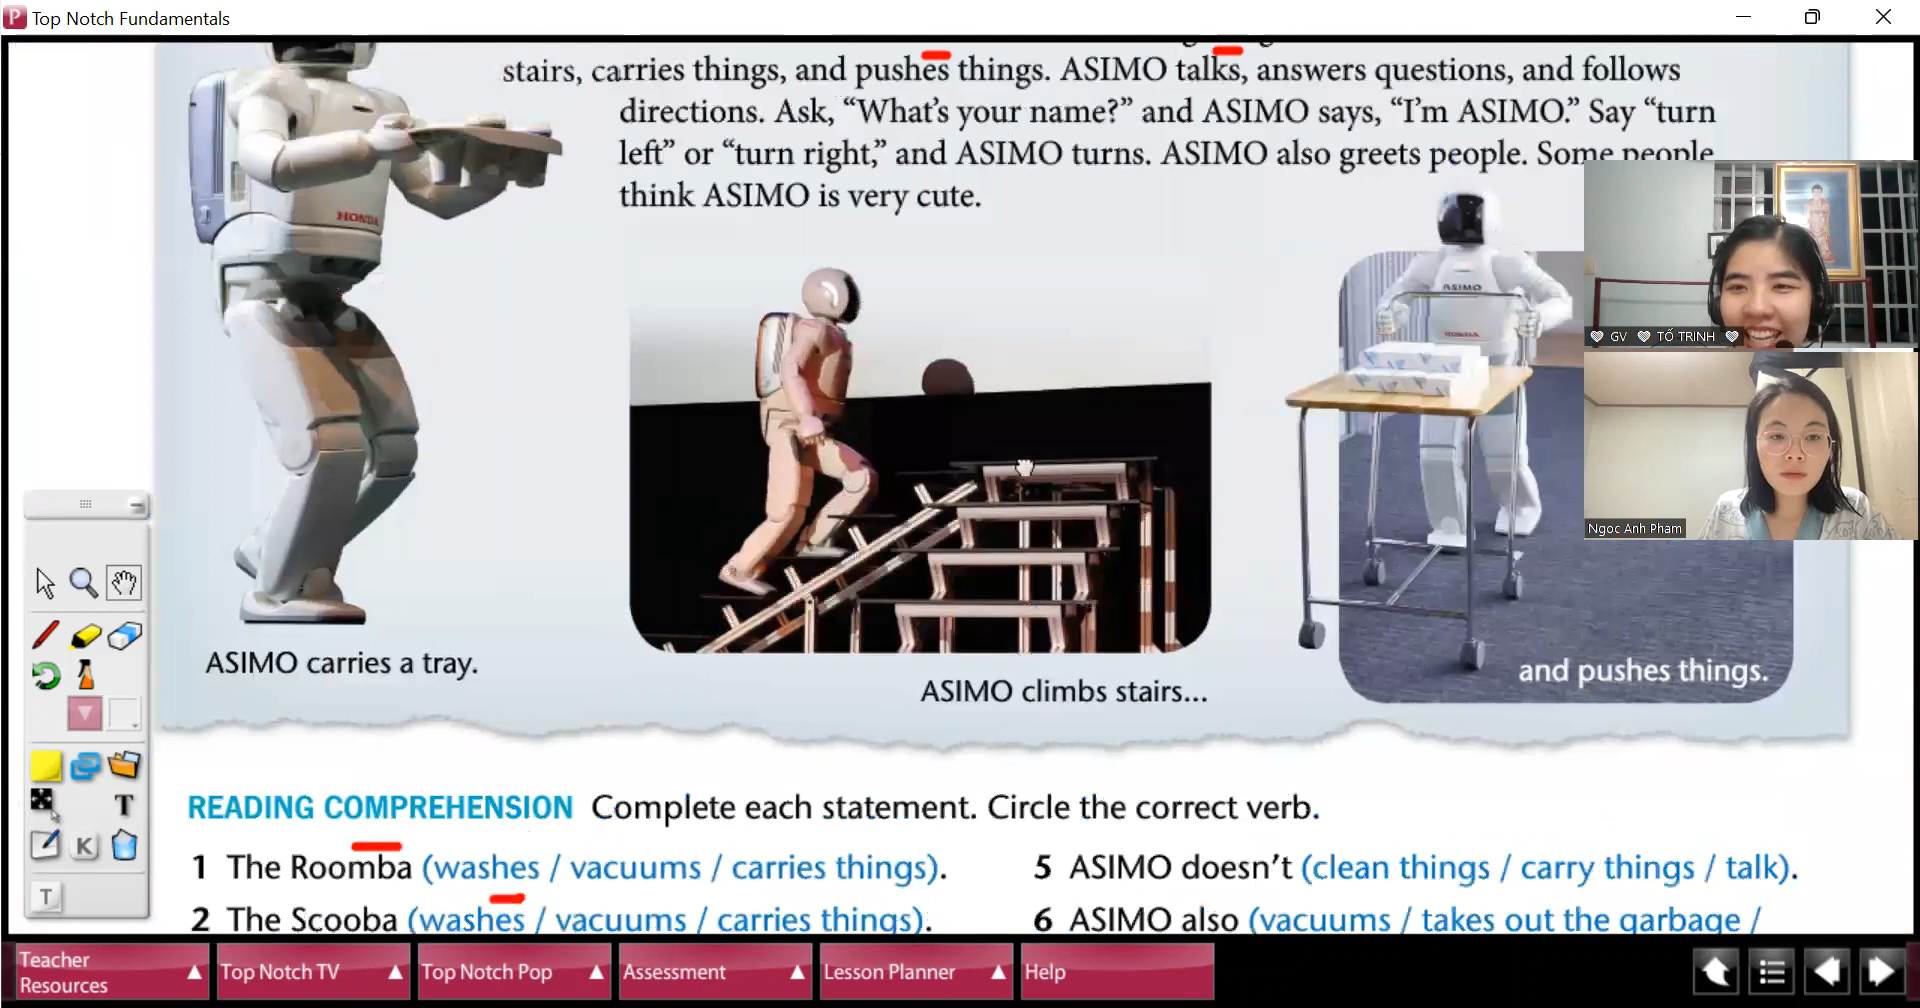 Top Notch Fundamentals
stairs, carries things, and pushes things. ASIMO talks, answers questions, and follows
directions. Ask, “What’s your name?” and ASIMO says, “I’m ASIMO.” Say “turn
left” or “turn right,” and ASIMO turns. ASIMO also greets people. Some people
think ASIMO is very cute.
HONDA
ASIMO
HONDA
GV TỐ TRINH
Ngoc Anh Pham
ASIMO carries a tray.
ASIMO climbs stairs...
and pushes things.
READING COMPREHENSION Complete each statement. Circle the correct verb.
1 The Roomba (washes / vacuums / carries things).
2 The Scooba (washes / vacuums / carries things).
5 ASIMO doesn’t (clean things / carry things / talk).
6 ASIMO also (vacuums / takes out the garbage /
T
K
T
Teacher
Resources
Top Notch TV
Top Notch Pop
Assessment
Lesson Planner
Help